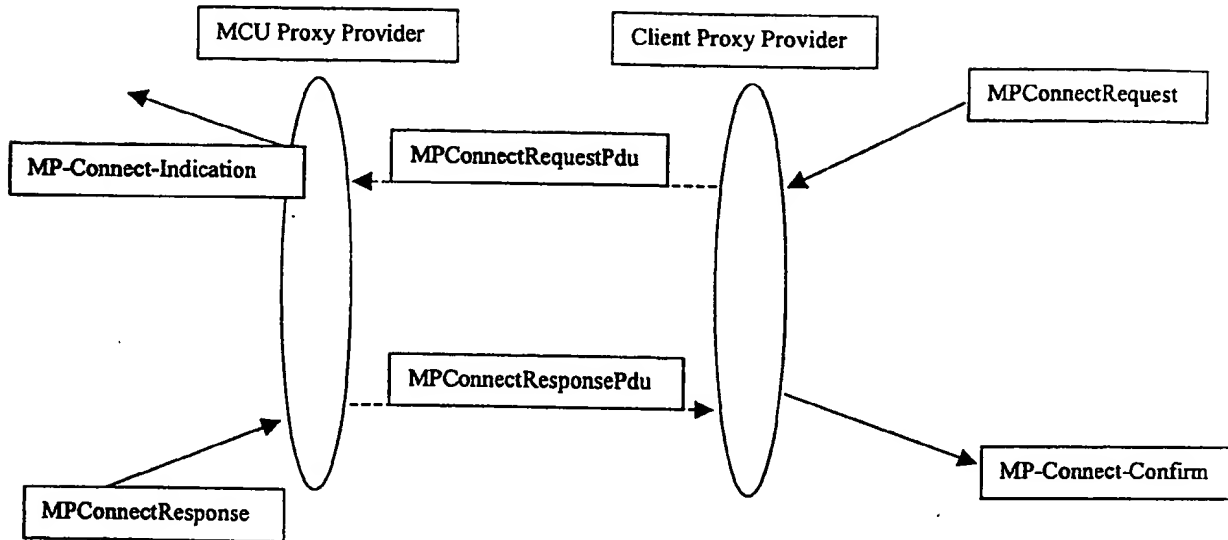 MCU Proxy Provider
Client Proxy Provider
MPConnectRequest
MPConnectRequestPdu
MP-Connect-Indication
MPConnectResponsePdu
MP-Connect-Confirm
MPConnectResponse